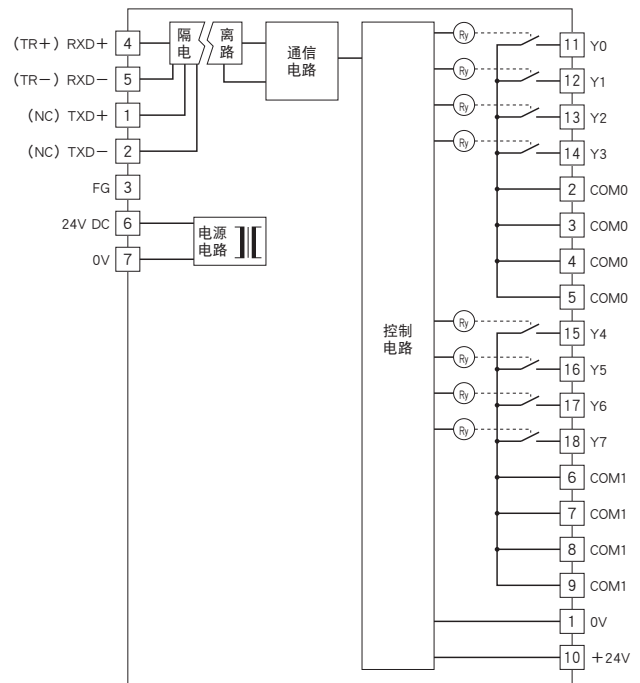 (TR+) RXD+ 4
(TR−) RXD− 5
(NC) TXD+ 1
(NC) TXD− 2
FG 3
24V DC 6
0V 7
隔 离
电 路
通信
电路
电源
电路
控制
电路
Ry
Ry
Ry
Ry
Ry
Ry
Ry
Ry
11 Y0
12 Y1
13 Y2
14 Y3
2 COM0
3 COM0
4 COM0
5 COM0
15 Y4
16 Y5
17 Y6
18 Y7
6 COM1
7 COM1
8 COM1
9 COM1
1 0V
10 +24V